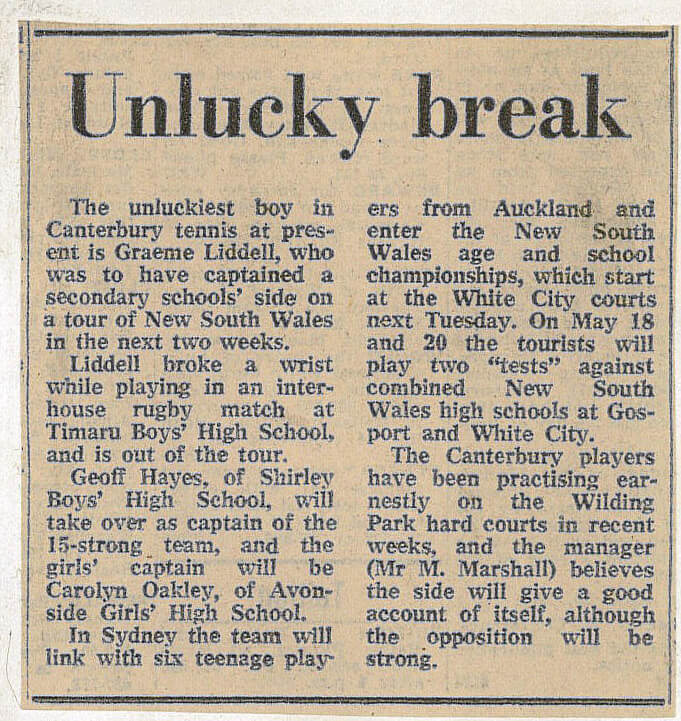 Unlucky break
The unluckiest boy in
Canterbury tennis at pres-
ent is Graeme Liddell, who
was to have captained a
secondary schools' side on
a tour of New South Wales
in the next two weeks.
Liddell broke a wrist
while playing in an inter-
house rugby match at
Timaru Boys' High School,
and is out of the tour.
Geoff Hayes, of Shirley
Boys' High School, will
take over as captain of the
15-strong team, and the
girls' captain will be
Carolyn Oakley, of Avon-
side Girls' High School.
In Sydney the team will
link with six teenage play-
ers from Auckland and
enter the New South
Wales age and school
championships, which start
at the White City courts
next Tuesday. On May 18
and 20 the tourists will
play two “tests” against
combined New South
Wales high schools at Gos-
port and White City.
The Canterbury players
have been practising ear-
nestly on the Wilding
Park hard courts in recent
weeks, and the manager
(Mr M. Marshall) believes
the side will give a good
account of itself, although
the opposition will be
strong.